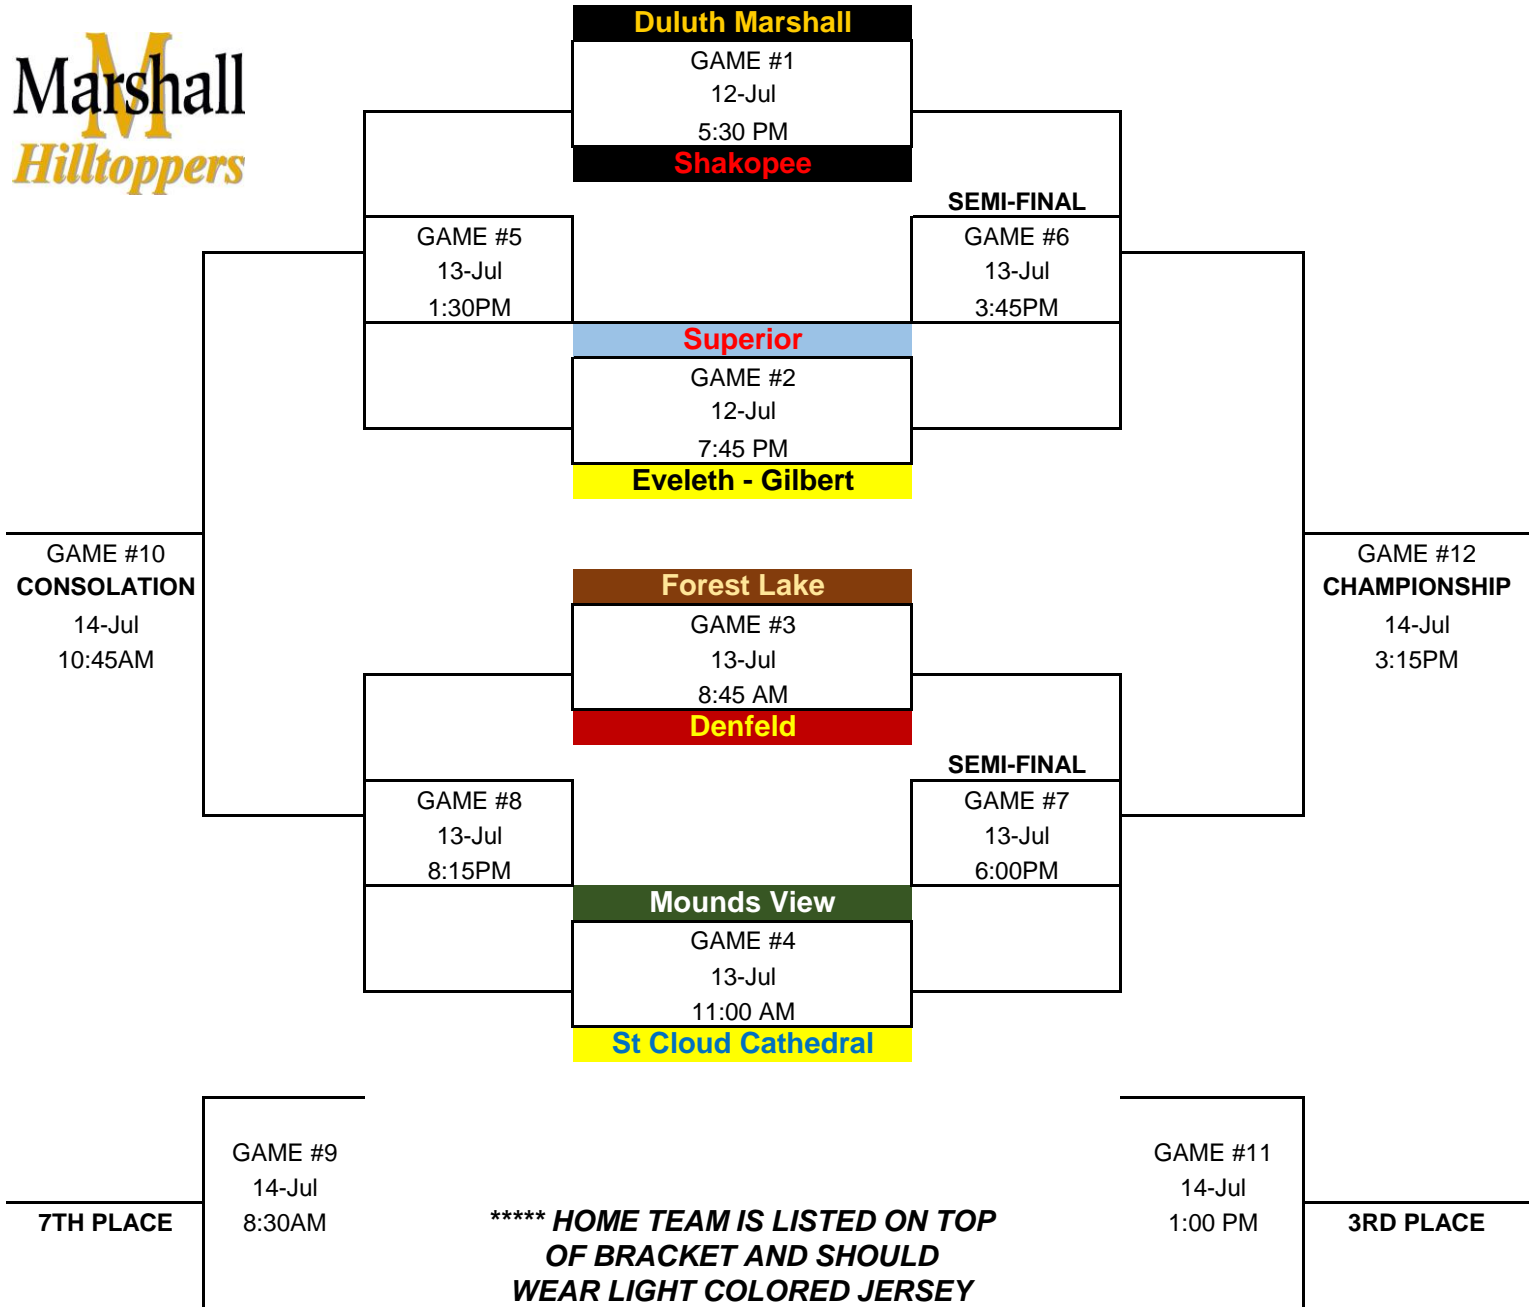 Duluth Marshall
M
Marshall
Hilltoppers
GAME #1
12-Jul
5:30 PM
Shakopee
SEMI-FINAL
GAME #5
13-Jul
1:30PM
GAME #6
13-Jul
3:45PM
Superior
GAME #2
12-Jul
7:45 PM
Eveleth - Gilbert
GAME #10
CONSOLATION
14-Jul
10:45AM
GAME #12
CHAMPIONSHIP
14-Jul
3:15PM
Forest Lake
GAME #3
13-Jul
8:45 AM
Denfeld
SEMI-FINAL
GAME #8
13-Jul
8:15PM
GAME #7
13-Jul
6:00PM
Mounds View
GAME #4
13-Jul
11:00 AM
St Cloud Cathedral
GAME #9
14-Jul
8:30AM
7TH PLACE
GAME #11
14-Jul
1:00 PM
3RD PLACE
***** HOME TEAM IS LISTED ON TOP
OF BRACKET AND SHOULD
WEAR LIGHT COLORED JERSEY